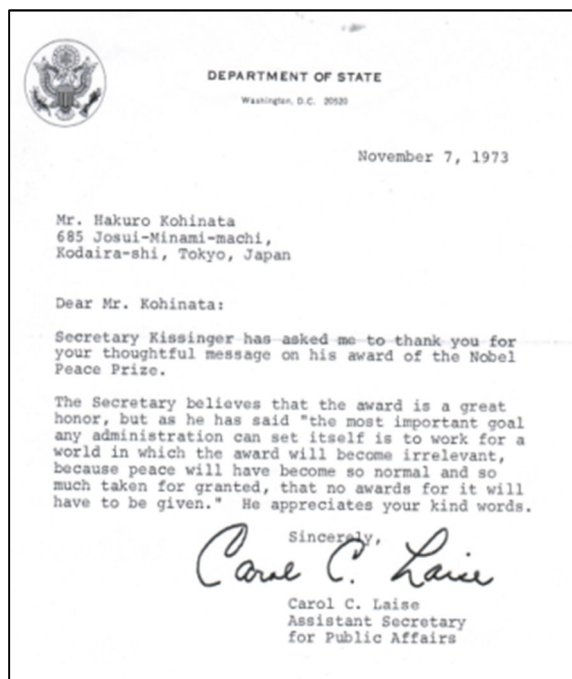 DEPARTMENT OF STATE
Washington, D.C. 20520
November 7, 1973
Mr. Hakuro Kohinata
685 Josui-Minami-machi,
Kodaira-shi, Tokyo, Japan
Dear Mr. Kohinata:
Secretary Kissinger has asked me to thank you for
your thoughtful message on his award of the Nobel
Peace Prize.
The Secretary believes that the award is a great
honor, but as he has said "the most important goal
any administration can set itself is to work for a
world in which the award will become irrelevant,
because peace will have become so normal and so
much taken for granted, that no awards for it will
have to be given." He appreciates your kind words.
Sincerely,
Carol C. Laise
Carol C. Laise
Assistant Secretary
for Public Affairs